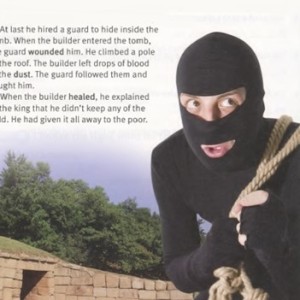 At last he hired a guard to hide inside the
When the builder entered the tomb,
guard wounded him. He climbed a pole
the roof. The builder left drops of blood
the dust. The guard followed them and
him.
When the builder healed, he explained
the king that he didn't keep any of the
He had given it all away to the poor.